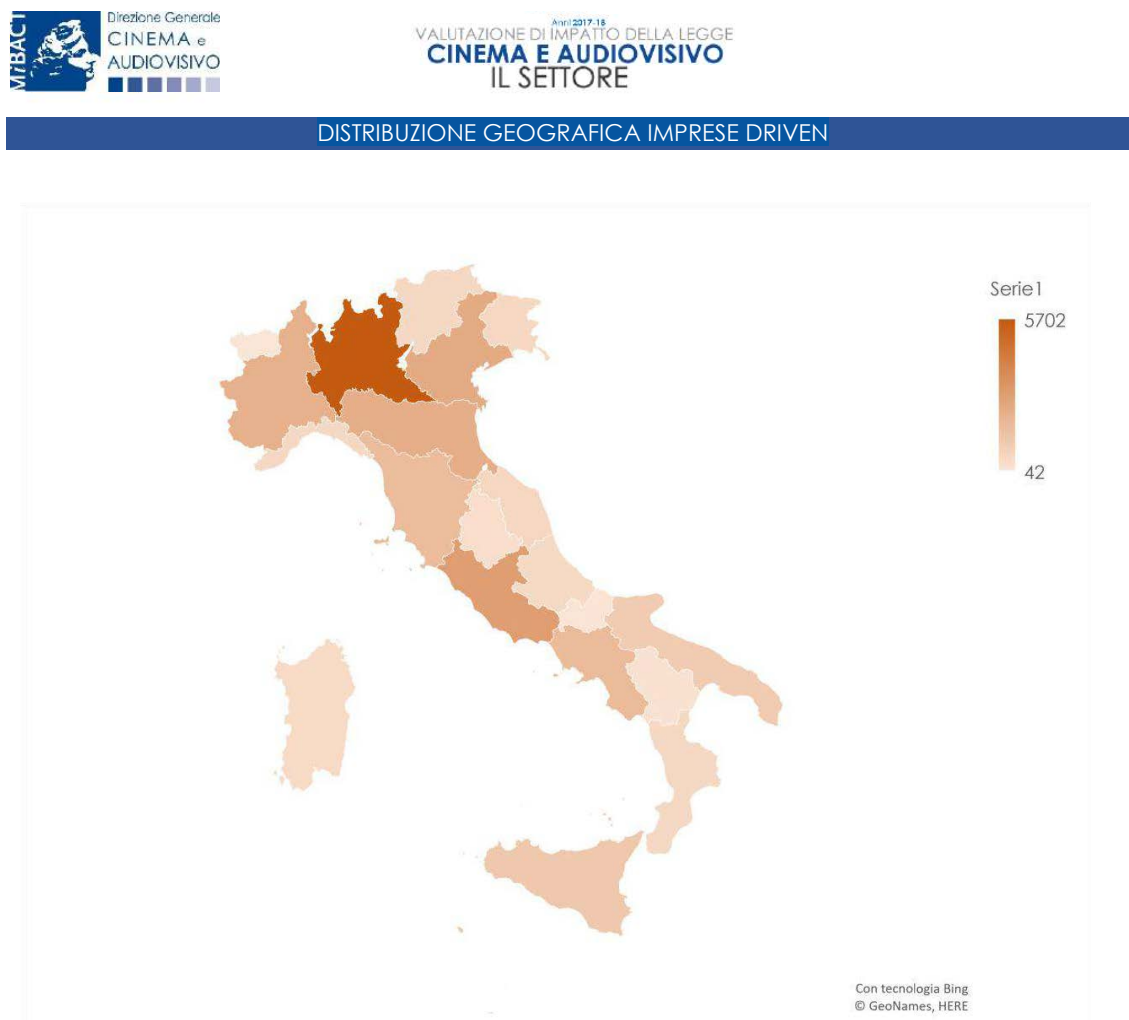 MiBACT
Direzione Generale
CINEMA e
AUDIOVISIVO
Anni 2017-18
VALUTAZIONE DI IMPATTO DELLA LEGGE
CINEMA E AUDIOVISIVO
IL SETTORE
DISTRIBUZIONE GEOGRAFICA IMPRESE DRIVEN
Serie1
5702
42
Con tecnologia Bing
© GeoNames, HERE